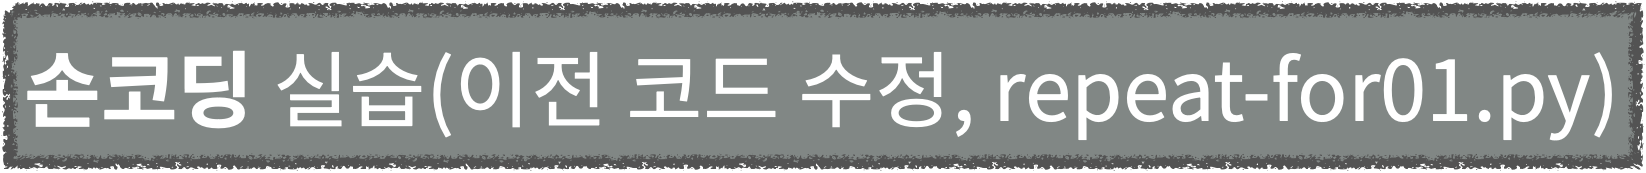 손코딩 실습(이전 코드 수정, repeat-for01.py)